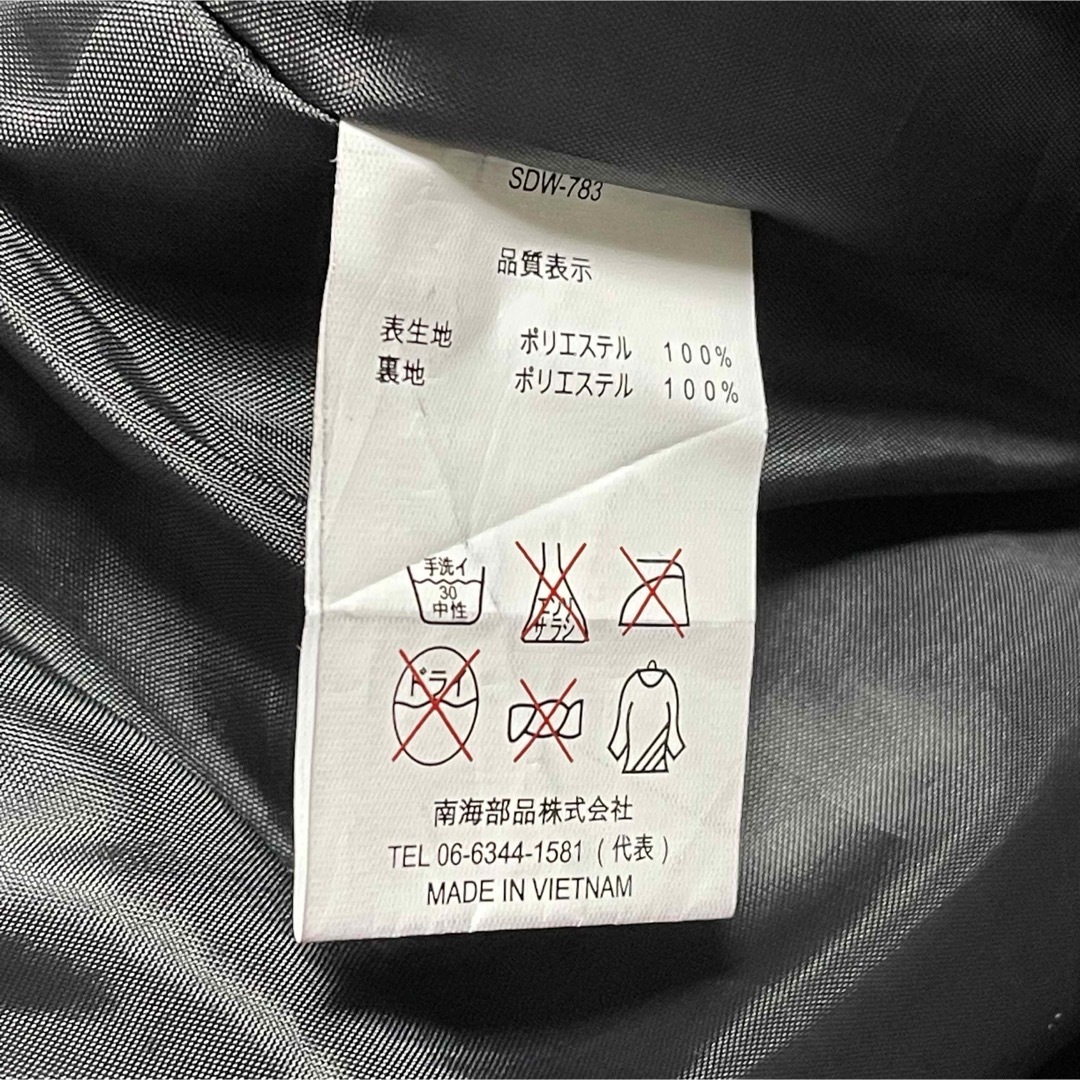 SDW-783
品質表示
表生地 ポリエステル 100%
裏地 ポリエステル 100%
手洗イ
30
中性
エンソ
サラシ
ドライ
南海部品株式会社
TEL 06-6344-1581 (代表)
MADE IN VIETNAM